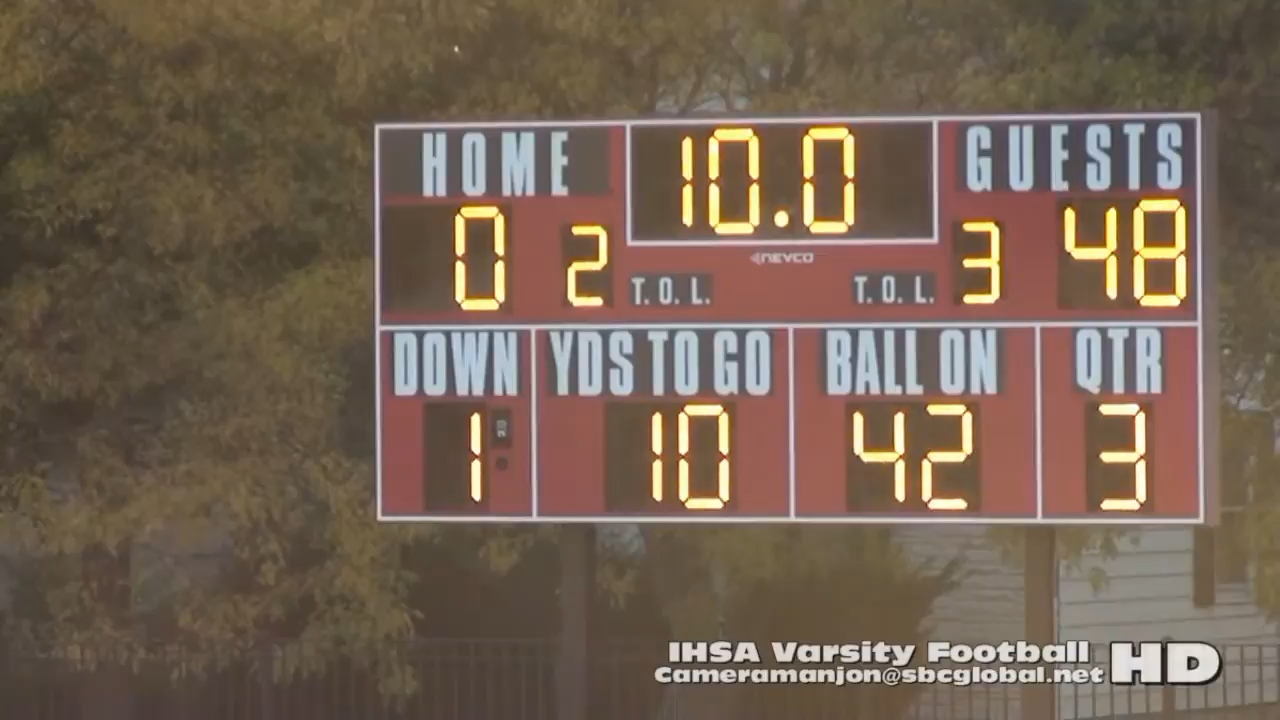 HOME 10.0 GUESTS
0 2 T.O.L. NEVCO T.O.L. 3 48
DOWN YDS TO GO BALL ON QTR
1 10 42 3
IHSA Varsity Football HD
Cameramanjon@sbcglobal.net